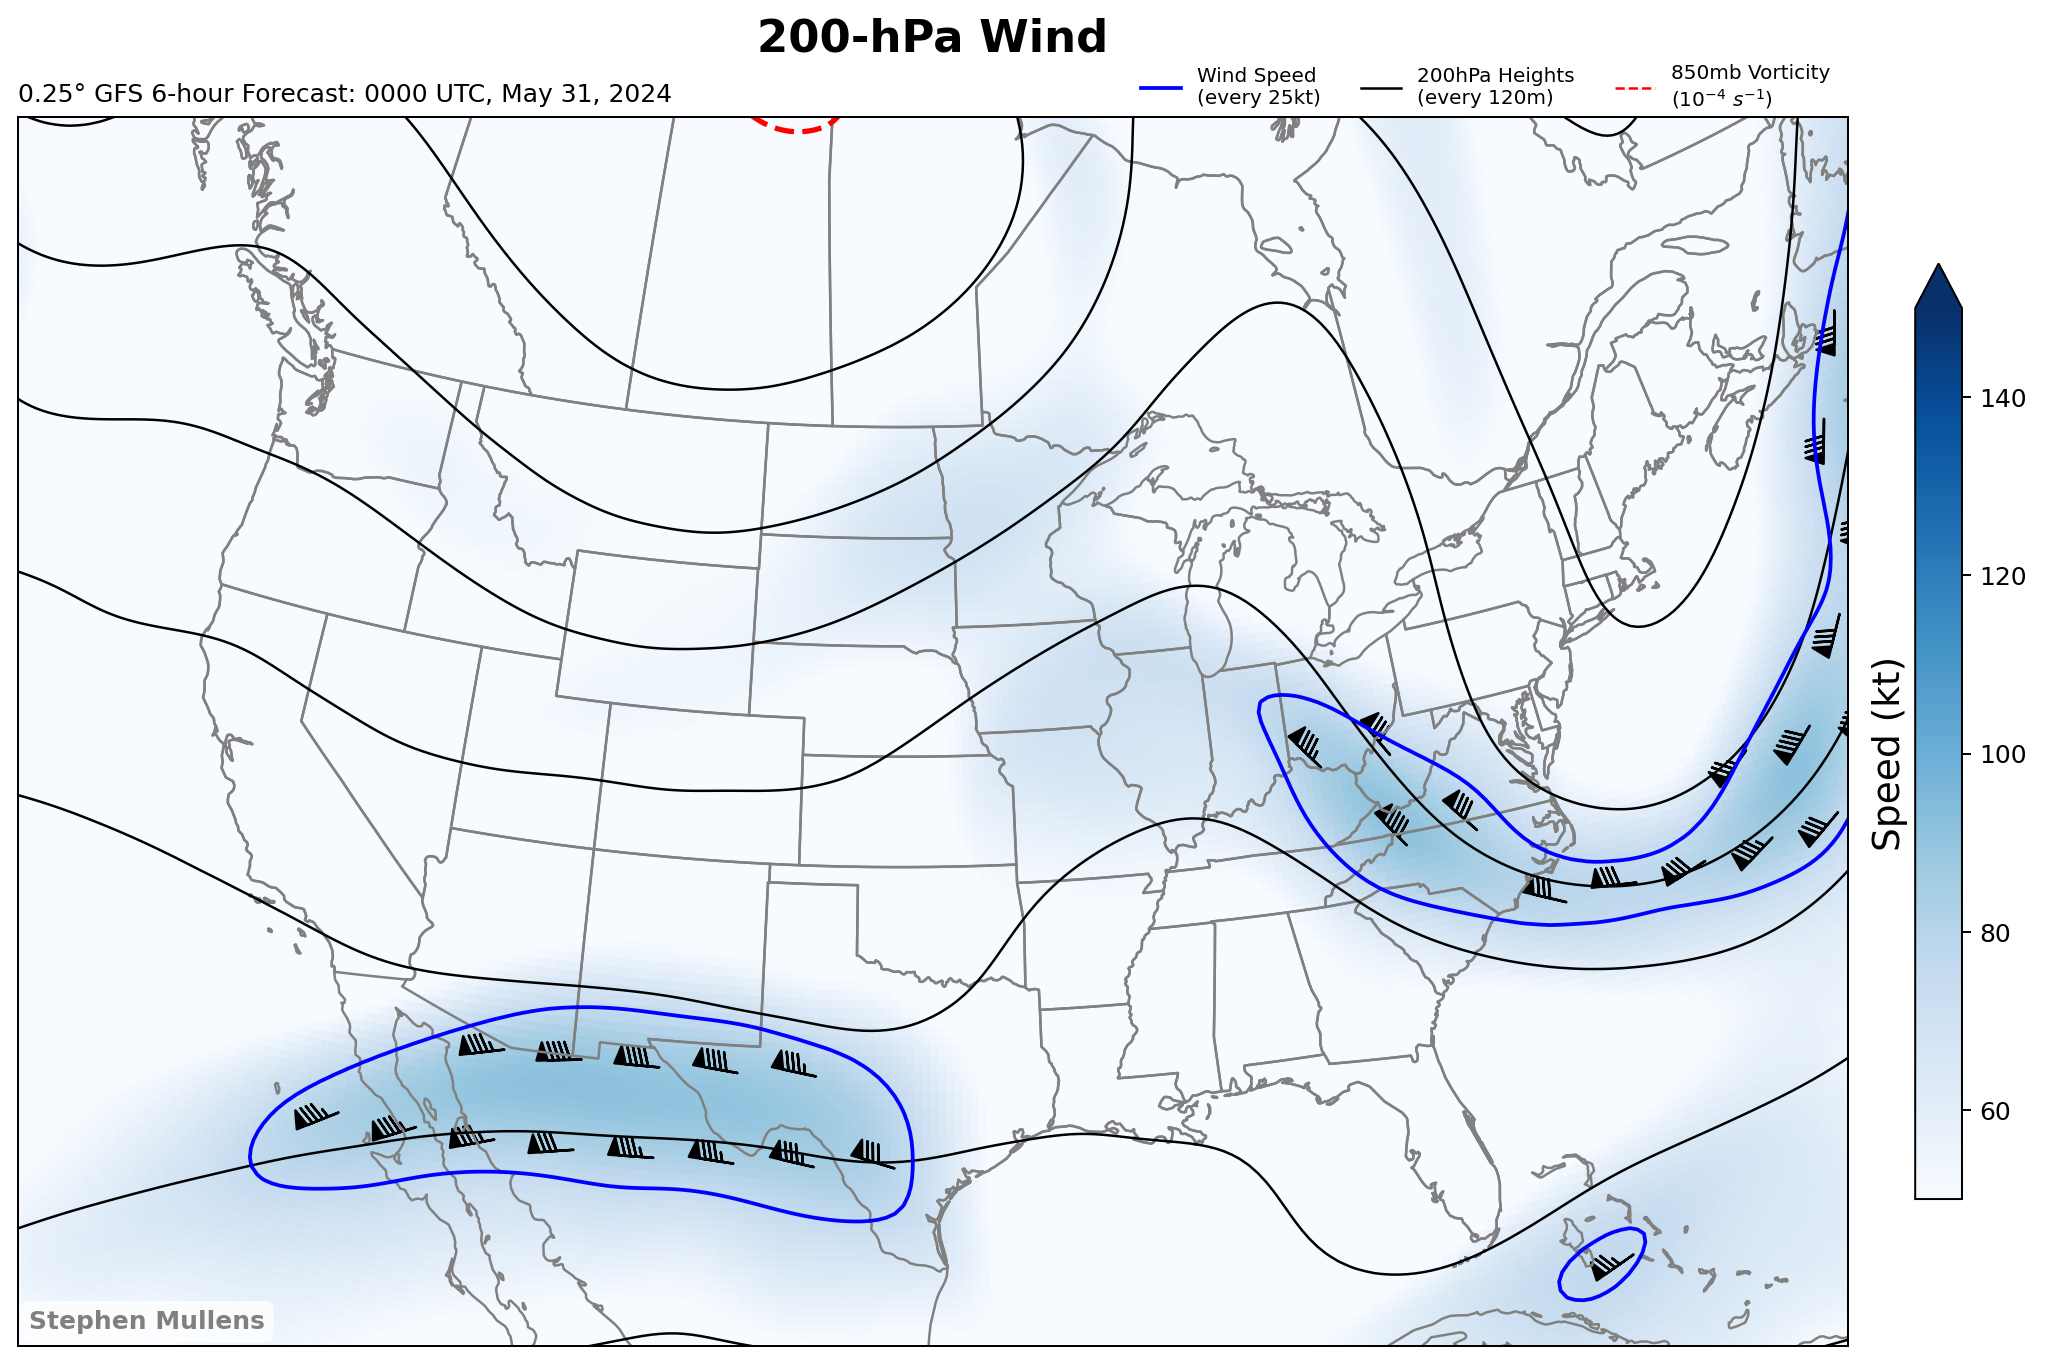 200-hPa Wind
0.25° GFS 6-hour Forecast: 0000 UTC, May 31, 2024
Wind Speed
(every 25kt)
200hPa Heights
(every 120m)
850mb Vorticity
(10⁻⁴ s⁻¹)
140
120
100
80
60
Speed (kt)
Stephen Mullens